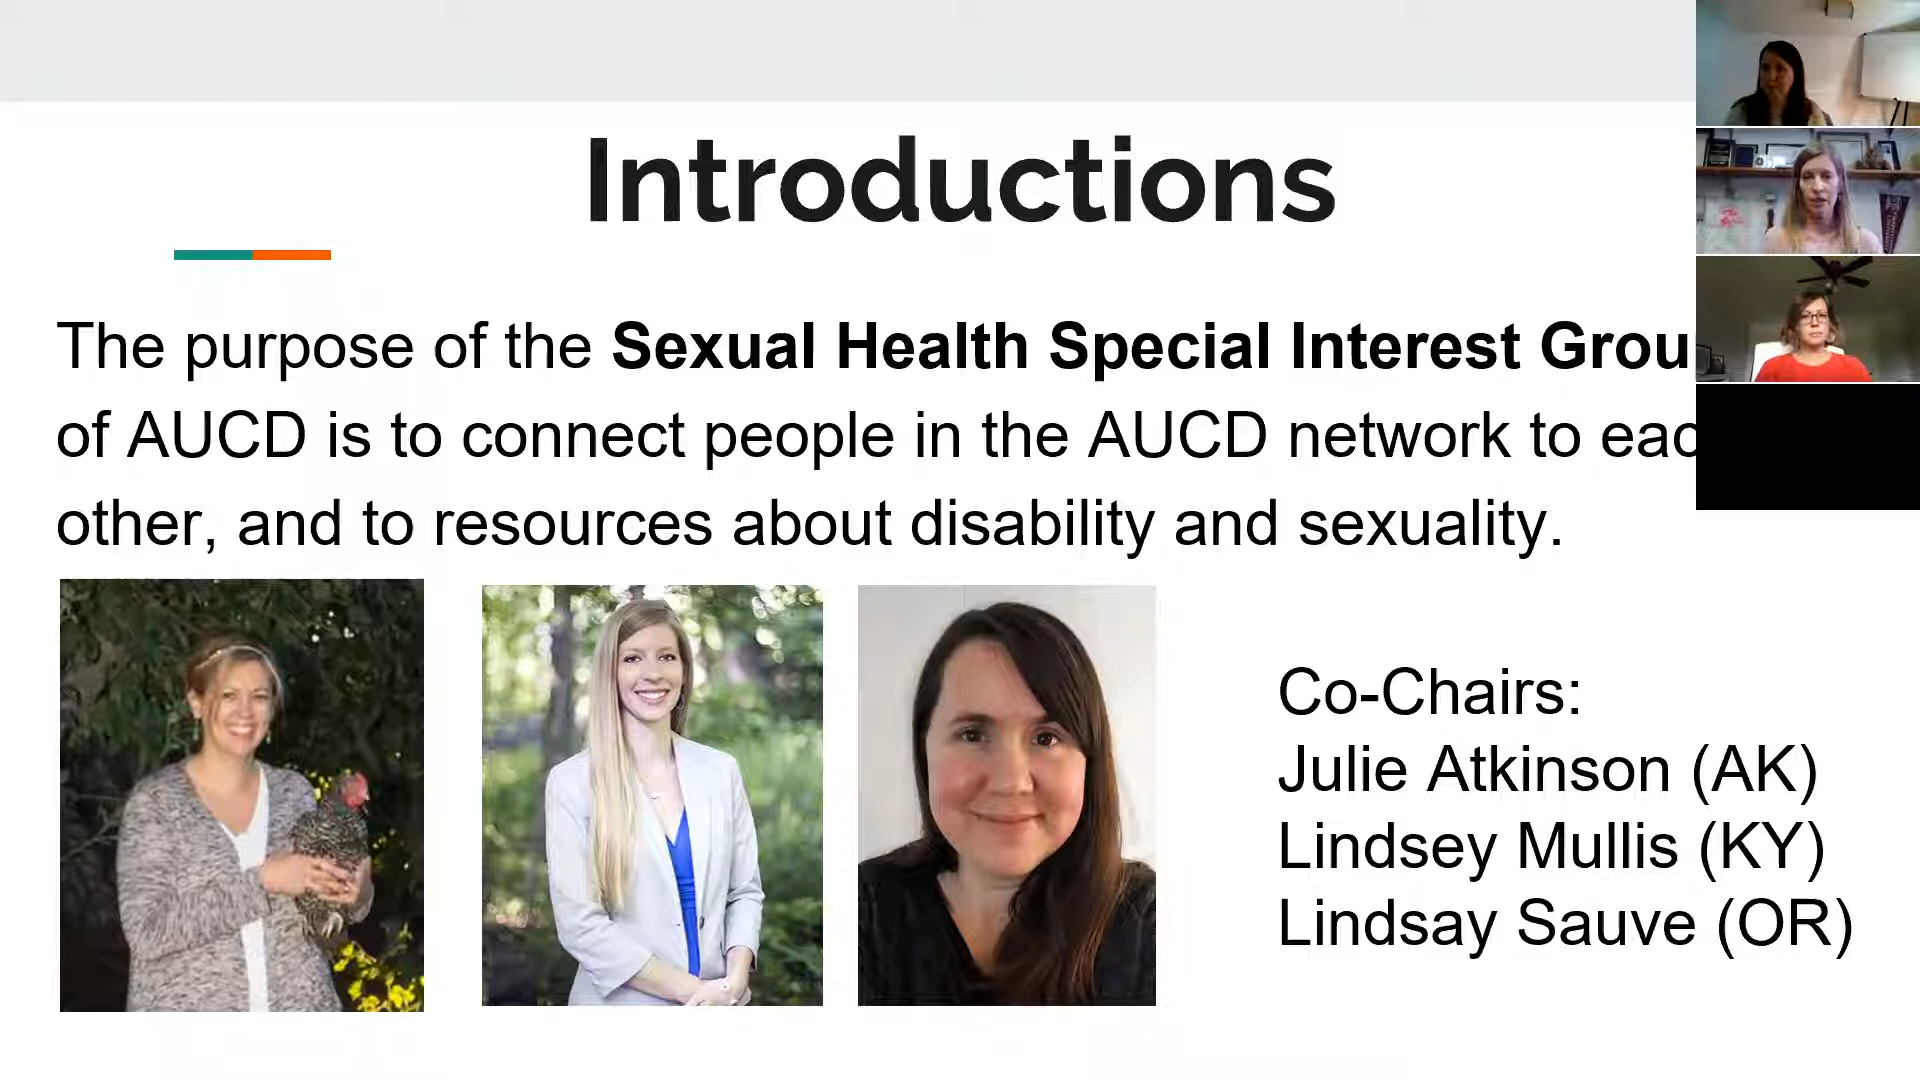 Introductions
The purpose of the Sexual Health Special Interest Grou
of AUCD is to connect people in the AUCD network to eac
other, and to resources about disability and sexuality.
Co-Chairs:
Julie Atkinson (AK)
Lindsey Mullis (KY)
Lindsay Sauve (OR)